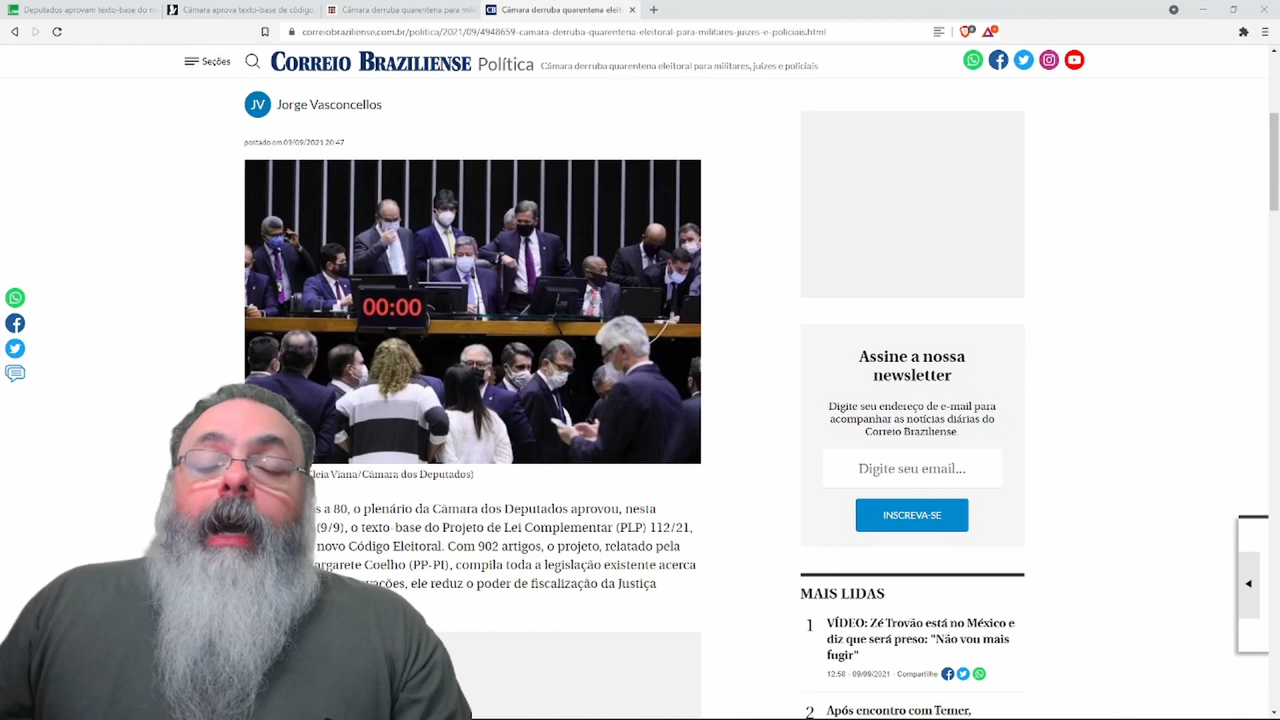 Deputados aprovam texto-base do n
Câmara aprova texto-base de código
Câmara derruba quarentena para mili
Câmara derruba quarentena eleit
correiobraziliense.com.br/politica/2021/09/4948659-camara-derruba-quarentena-eleitoral-para-militares-juizes-e-policiais.html
Seções
CORREIO BRAZILIENSE Política Câmara derruba quarentena eleitoral para militares, juízes e policiais
JV Jorge Vasconcellos
postado em 09/09/2021 20:47
00:00
leia Viana/Câmara dos Deputados)
s a 80, o plenário da Câmara dos Deputados aprovou, nesta
(9/9), o texto-base do Projeto de Lei Complementar (PLP) 112/21,
novo Código Eleitoral. Com 902 artigos, o projeto, relatado pela
argarete Coelho (PP-PI), compila toda a legislação existente acerca
vações, ele reduz o poder de fiscalização da Justiça
Assine a nossa
newsletter
Digite seu endereço de e-mail para
acompanhar as notícias diárias do
Correio Braziliense.
Digite seu email...
INSCREVA-SE
MAIS LIDAS
1 VÍDEO: Zé Trovão está no México e
diz que será preso: "Não vou mais
fugir"
12:58 - 09/09/2021 - Compartilhe
2 Após encontro com Temer,